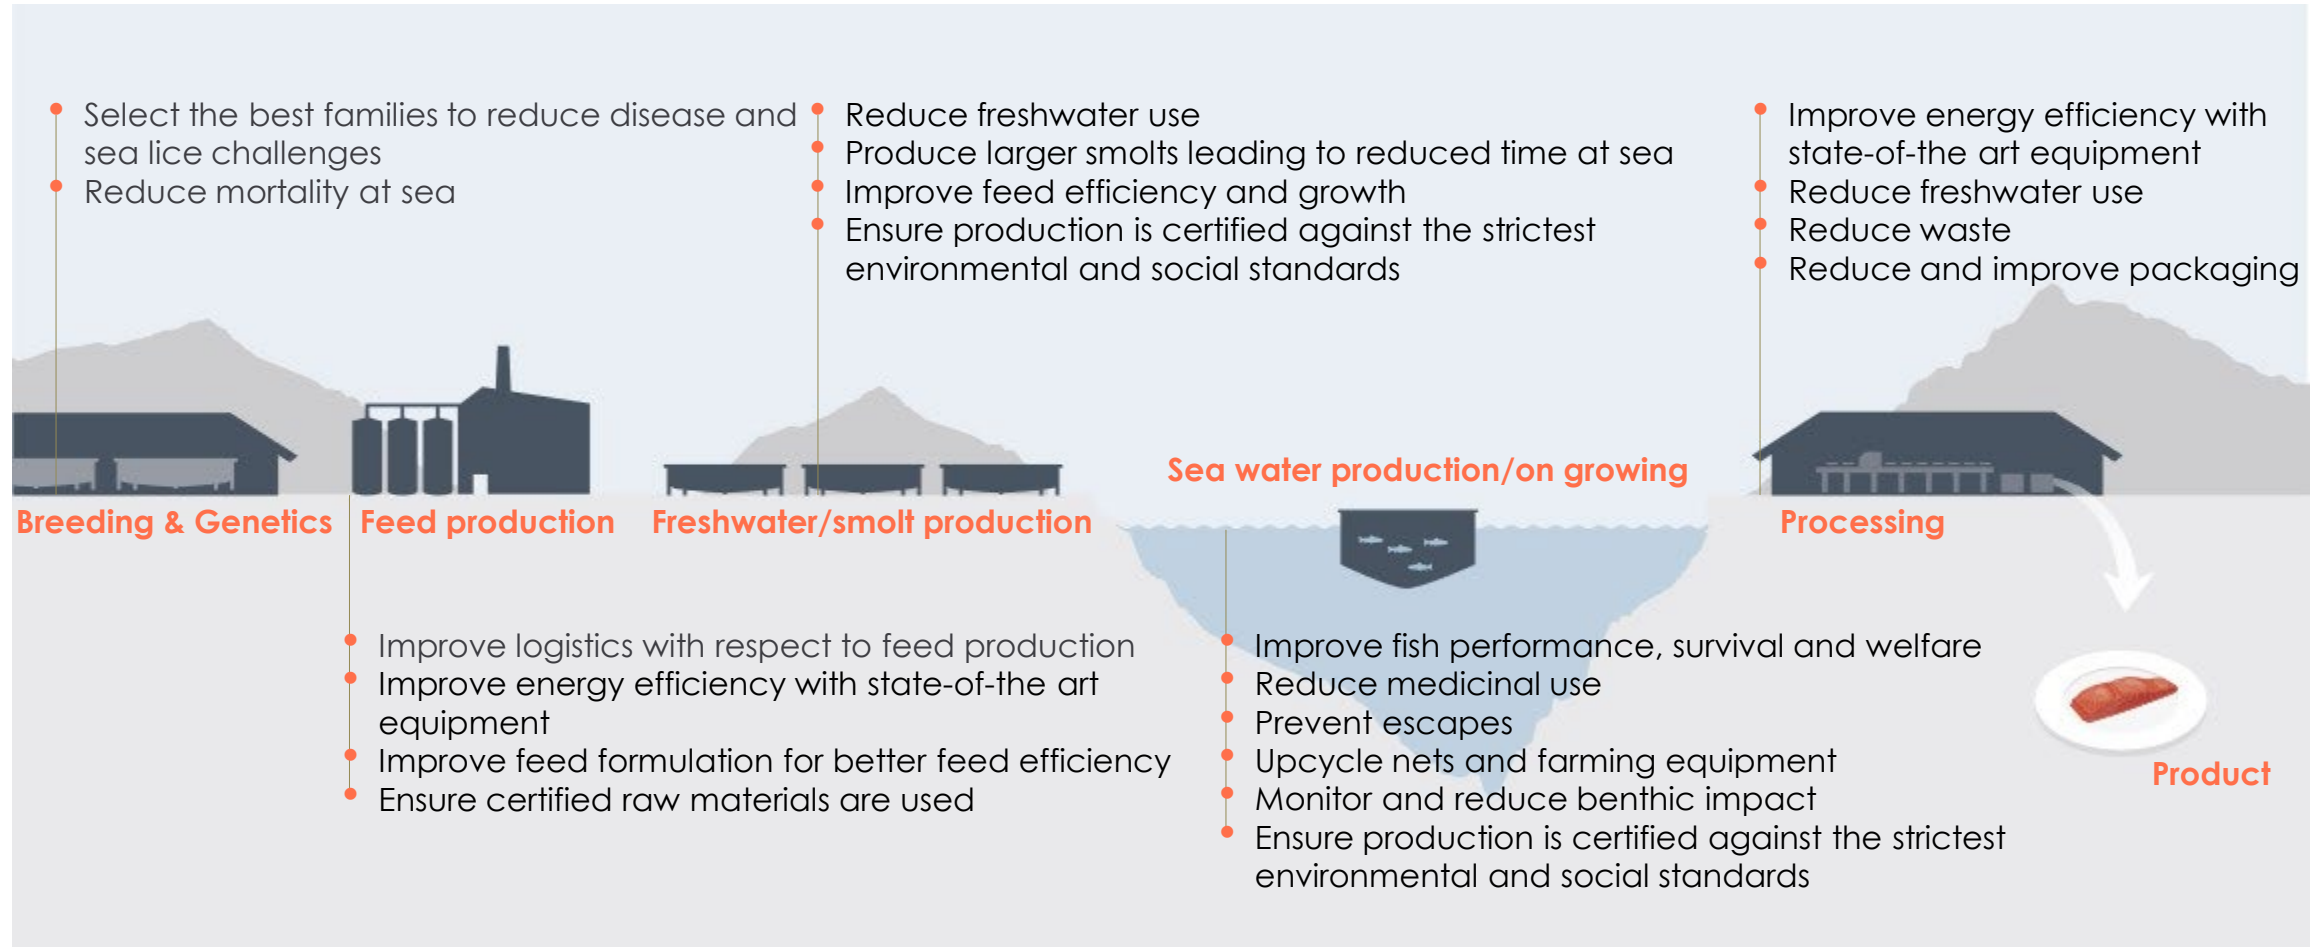 Select the best families to reduce disease and
sea lice challenges
Reduce mortality at sea
Reduce freshwater use
Produce larger smolts leading to reduced time at sea
Improve feed efficiency and growth
Ensure production is certified against the strictest
environmental and social standards
Improve energy efficiency with
state-of-the art equipment
Reduce freshwater use
Reduce waste
Reduce and improve packaging
Breeding & Genetics
Feed production
Freshwater/smolt production
Sea water production/on growing
Processing
Improve logistics with respect to feed production
Improve energy efficiency with state-of-the art
equipment
Improve feed formulation for better feed efficiency
Ensure certified raw materials are used
Improve fish performance, survival and welfare
Reduce medicinal use
Prevent escapes
Upcycle nets and farming equipment
Monitor and reduce benthic impact
Ensure production is certified against the strictest
environmental and social standards
Product